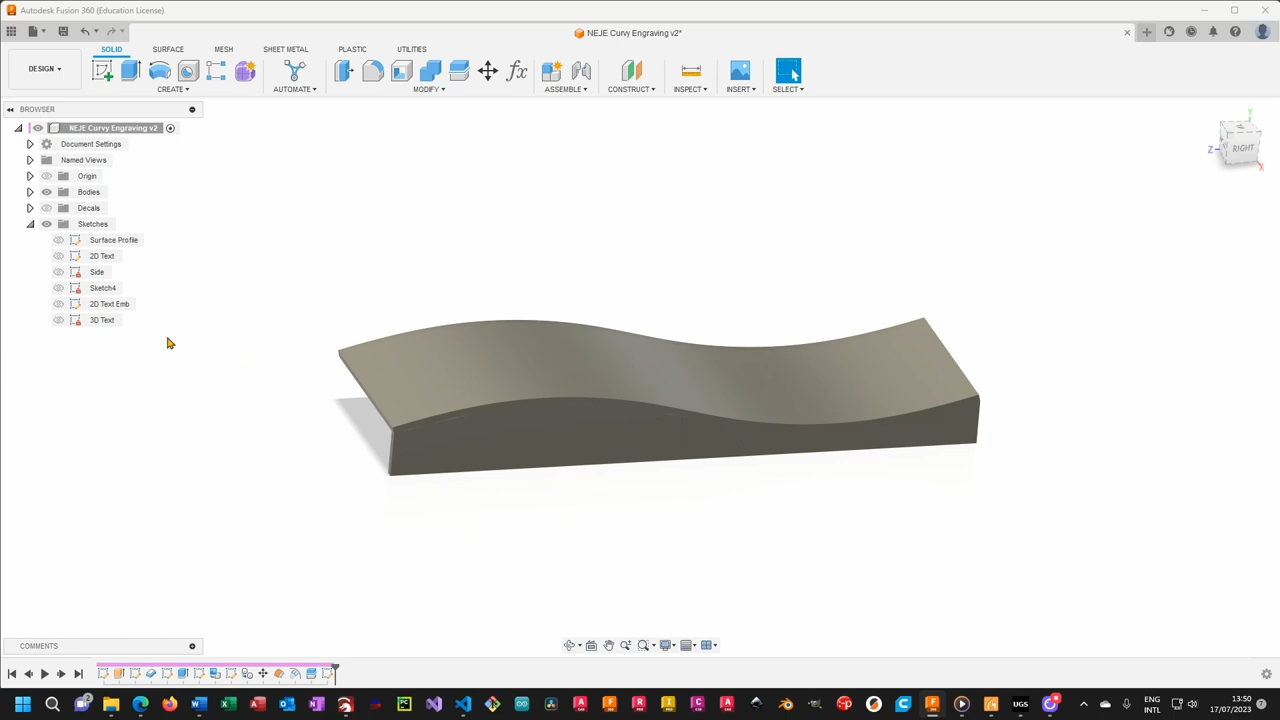 Autodesk Fusion 360 (Education License)
NEJE Curvy Engraving v2*
SOLID SURFACE MESH SHEET METAL PLASTIC UTILITIES
DESIGN
CREATE AUTOMATE MODIFY ASSEMBLE CONSTRUCT INSPECT INSERT SELECT
BROWSER
NEJE Curvy Engraving v2
Document Settings
Named Views
Origin
Bodies
Decals
Sketches
Surface Profile
2D Text
Side
Sketch4
2D Text Emb
3D Text
Y
Z
X
RIGHT
COMMENTS
UGS
ENG
INTL
13:50
17/07/2023